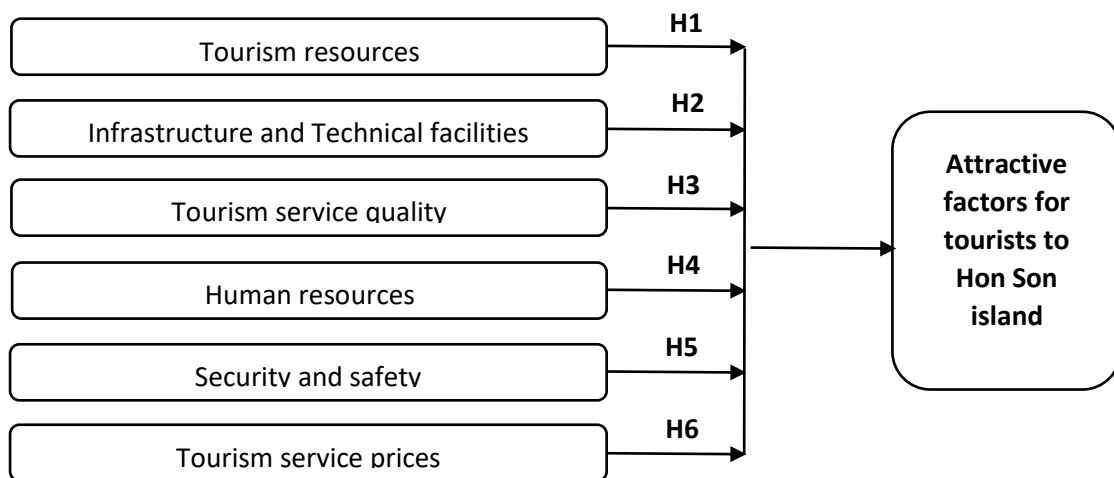 H1
Tourism resources
H2
Infrastructure and Technical facilities
H3
Tourism service quality
H4
Human resources
H5
Security and safety
H6
Tourism service prices
Attractive
factors for
tourists to
Hon Son
island